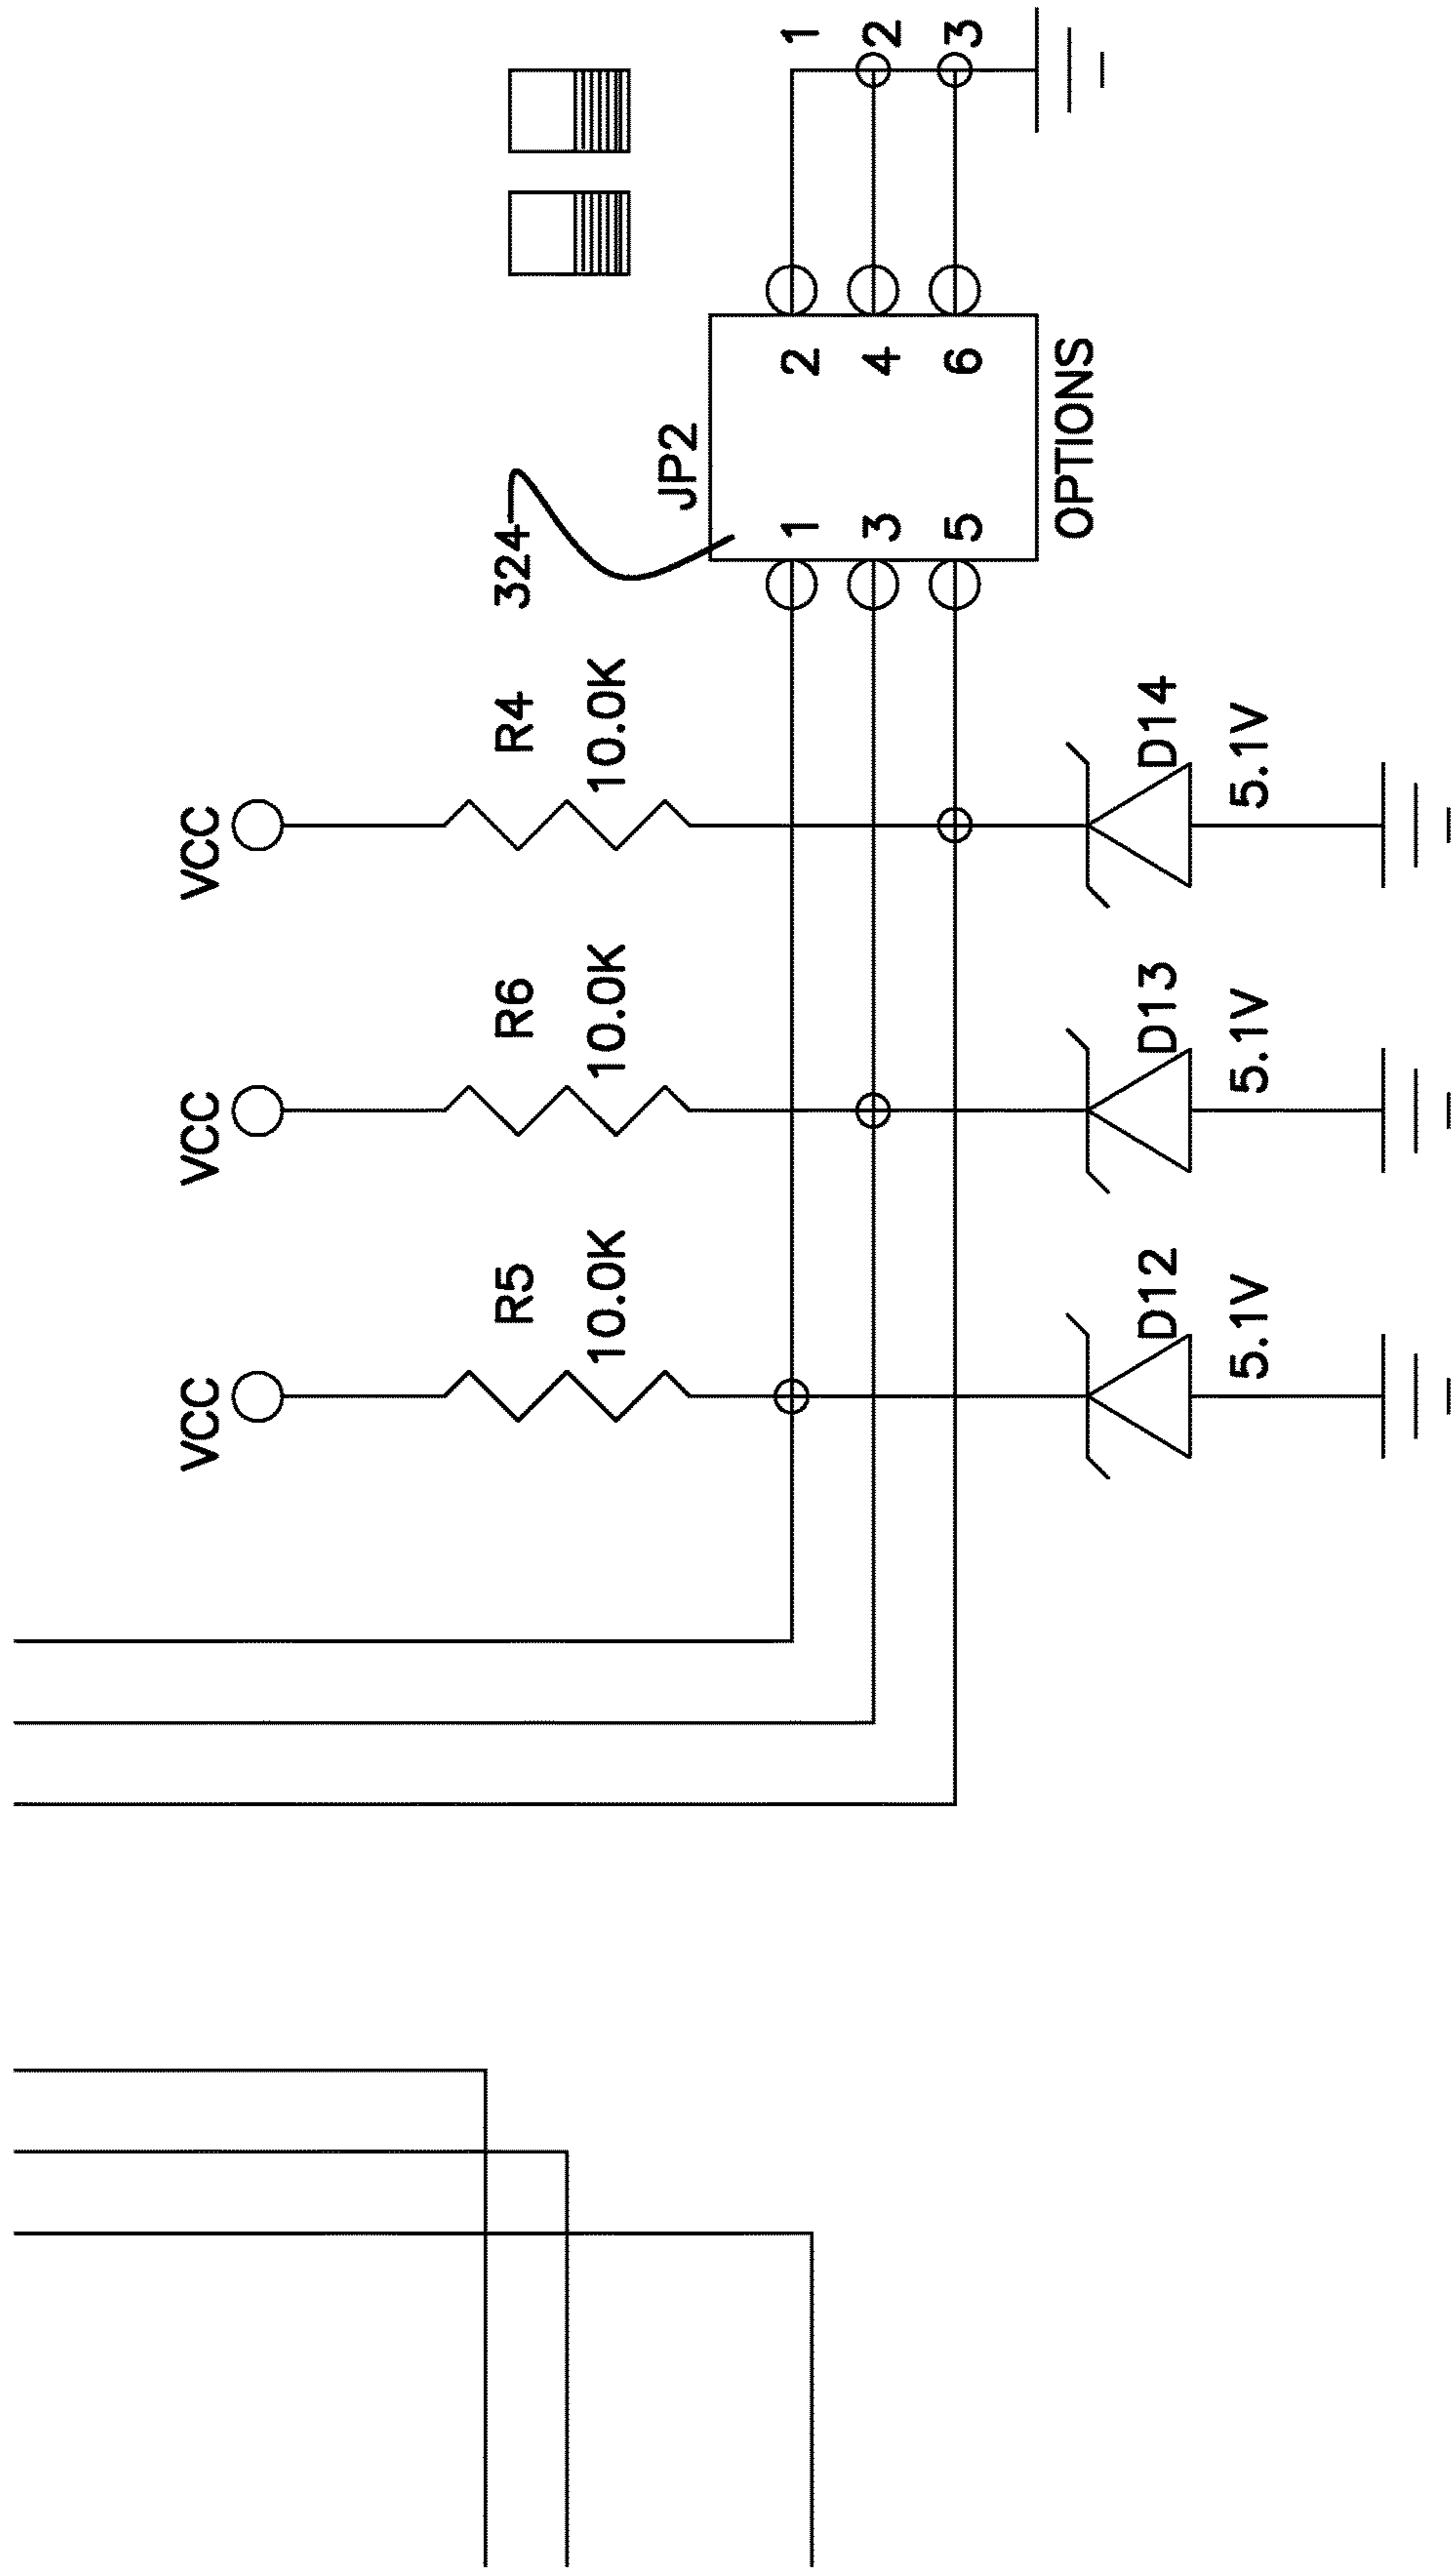 VCC
VCC
VCC
R5
10.0K
R6
10.0K
R4
10.0K
324
JP2
1
2
3
4
5
6
OPTIONS
1
2
3
D12
5.1V
D13
5.1V
D14
5.1V